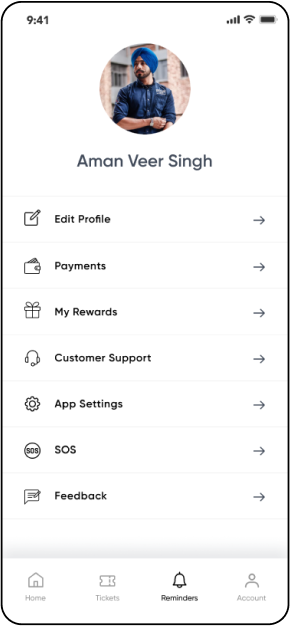 9:41
Aman Veer Singh
Edit Profile
Payments
My Rewards
Customer Support
App Settings
SOS SOS
Feedback
Home Tickets Reminders Account